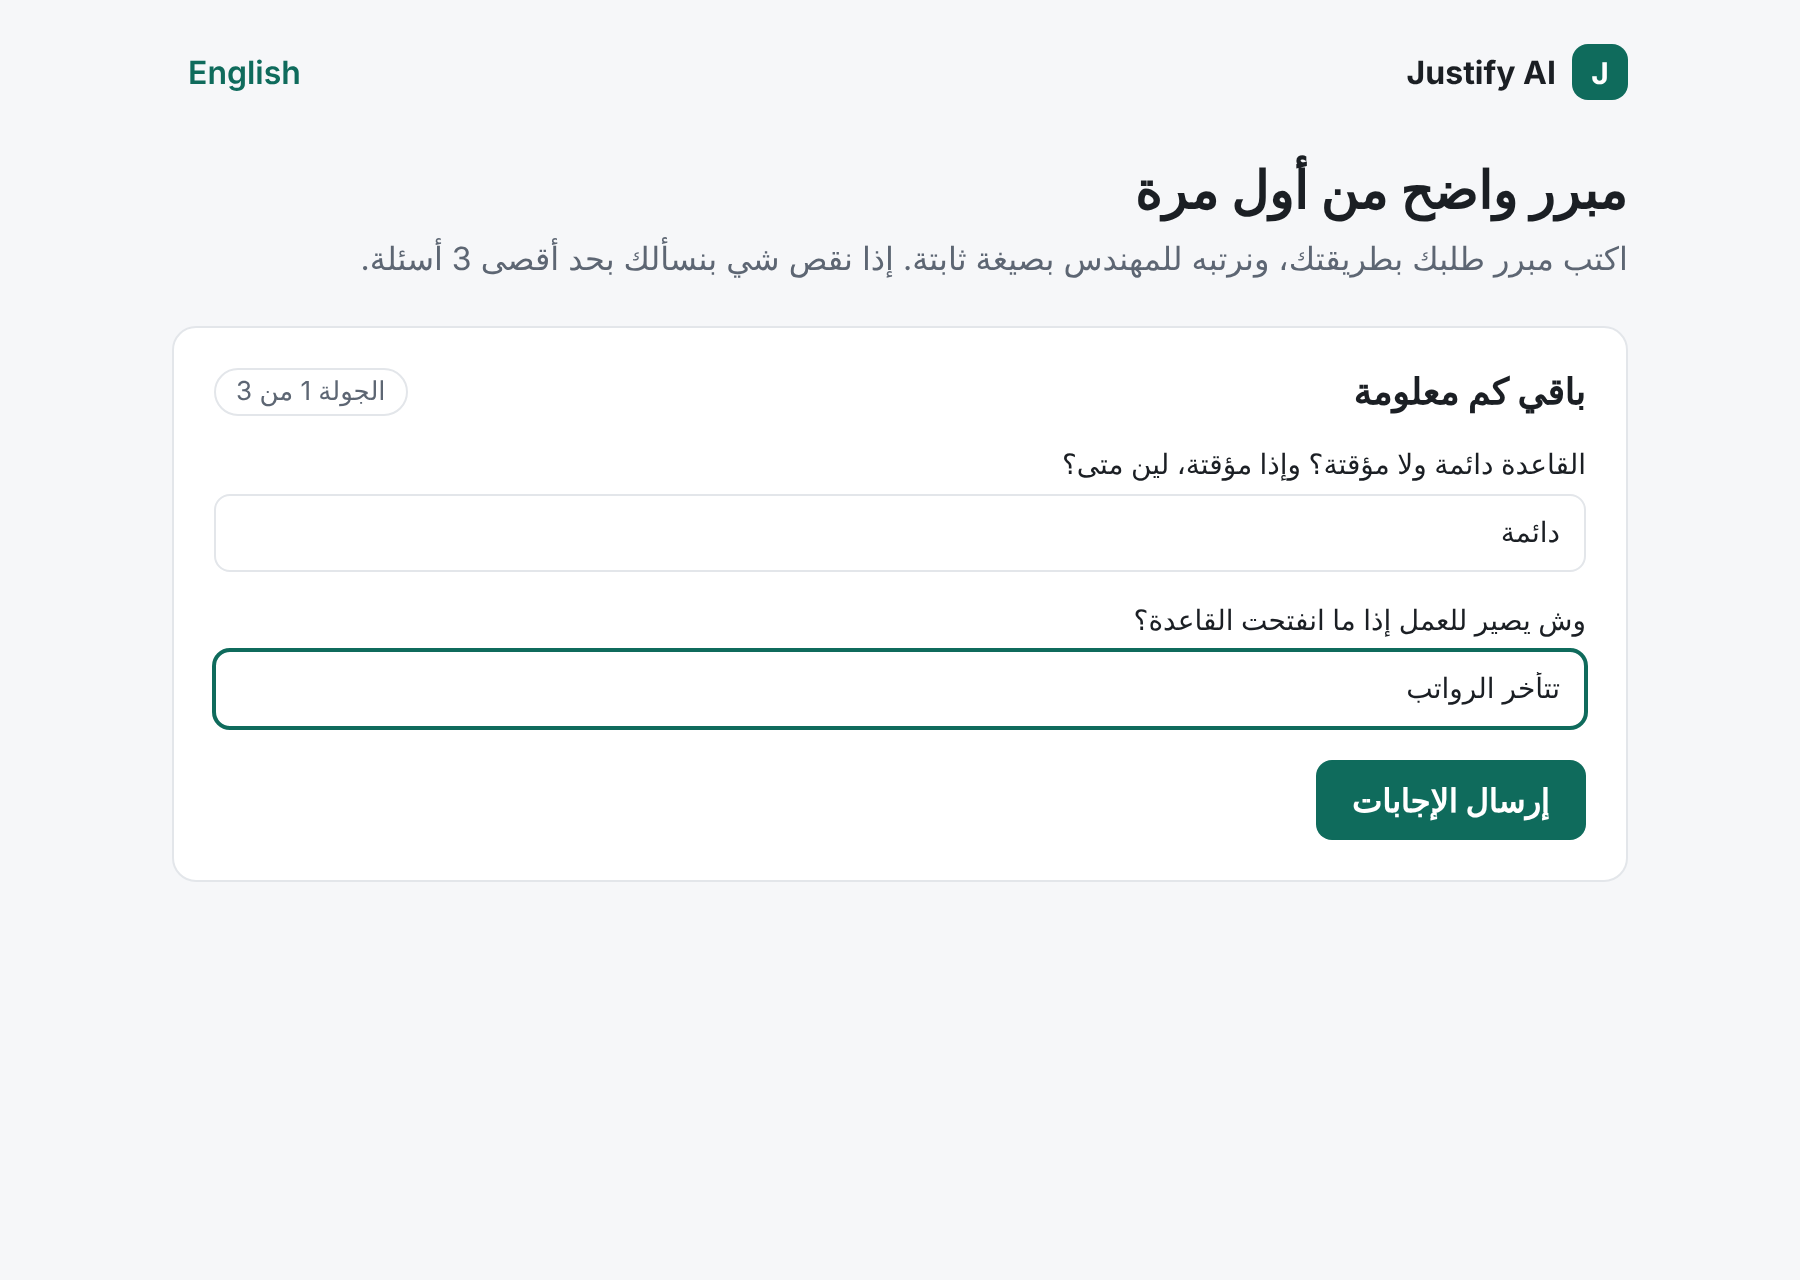 J
Justify AI
English
مبرر واضح من أول مرة
اكتب مبرر طلبك بطريقتك، ونرتبه للمهندس بصيغة ثابتة. إذا نقص شي بنسألك بحد أقصى 3 أسئلة.
باقي كم معلومة
الجولة 1 من 3
القاعدة دائمة ولا مؤقتة؟ وإذا مؤقتة، لين متى؟
دائمة
وش يصير للعمل إذا ما انفتحت القاعدة؟
تتأخر الرواتب
إرسال الإجابات